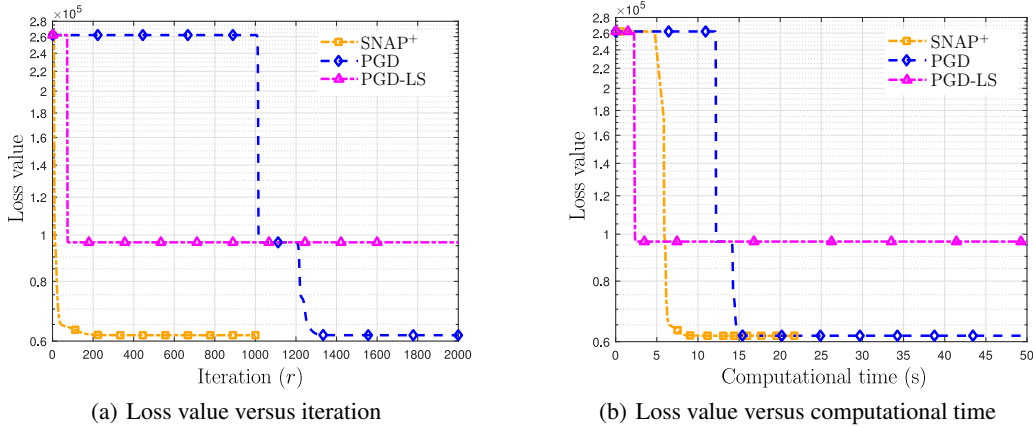 ×10⁵
2.8
2.6
2.4
2.2
2
1.8
1.6
1.4
1.2
1
0.8
0.6
Loss value
SNAP⁺
PGD
PGD-LS
0 200 400 600 800 1000 1200 1400 1600 1800 2000
Iteration (r)
(a) Loss value versus iteration
×10⁵
2.8
2.6
2.4
2.2
2
1.8
1.6
1.4
1.2
1
0.8
0.6
Loss value
SNAP⁺
PGD
PGD-LS
0 5 10 15 20 25 30 35 40 45 50
Computational time (s)
(b) Loss value versus computational time